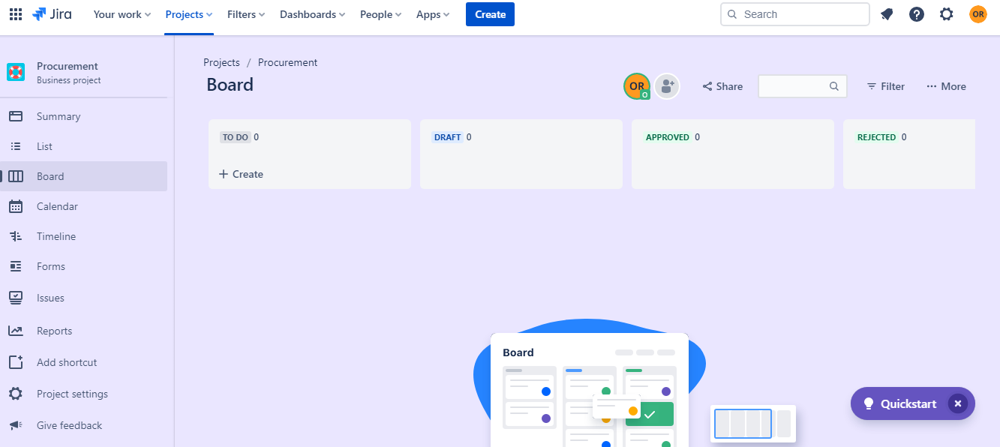 Jira Your work Projects Filters Dashboards People Apps Create Search OR
Procurement
Business project
Summary
List
Board
Calendar
Timeline
Forms
Issues
Reports
Add shortcut
Project settings
Give feedback
Projects / Procurement
Board
OR O Share Filter More
TO DO 0 DRAFT 0 APPROVED 0 REJECTED 0
+ Create
Board
Quickstart